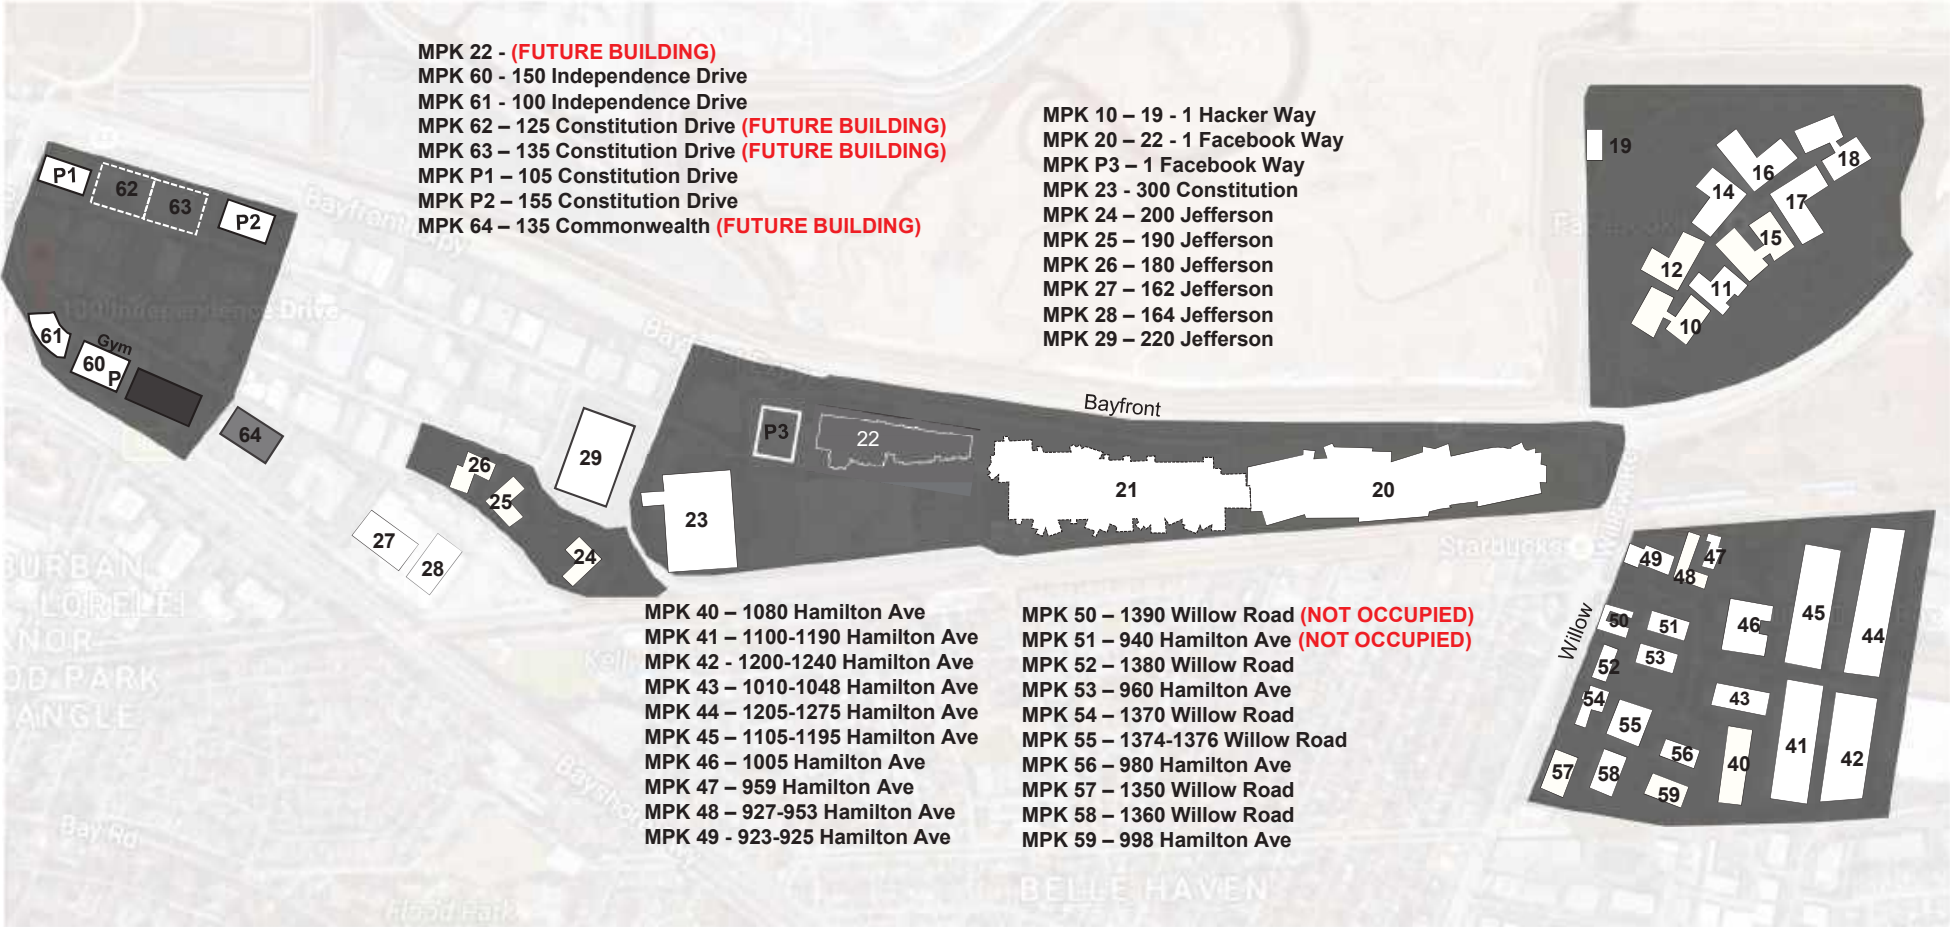 MPK 22 - (FUTURE BUILDING)
MPK 60 - 150 Independence Drive
MPK 61 - 100 Independence Drive
MPK 62 – 125 Constitution Drive (FUTURE BUILDING)
MPK 63 – 135 Constitution Drive (FUTURE BUILDING)
MPK P1 – 105 Constitution Drive
MPK P2 – 155 Constitution Drive
MPK 64 – 135 Commonwealth (FUTURE BUILDING)
MPK 10 – 19 - 1 Hacker Way
MPK 20 – 22 - 1 Facebook Way
MPK P3 – 1 Facebook Way
MPK 23 - 300 Constitution
MPK 24 – 200 Jefferson
MPK 25 – 190 Jefferson
MPK 26 – 180 Jefferson
MPK 27 – 162 Jefferson
MPK 28 – 164 Jefferson
MPK 29 – 220 Jefferson
19
16
18
14
17
15
12
11
10
P1
62
63
P2
Bayfront Expy
100 Independence Drive
61
Gym
60
P
64
26
25
29
24
27
28
23
P3
22
Bayfront
21
20
Starbucks
Willow
49
48
47
50
51
46
45
44
52
53
54
55
43
56
40
41
42
57
58
59
MPK 40 – 1080 Hamilton Ave
MPK 41 – 1100-1190 Hamilton Ave
MPK 42 - 1200-1240 Hamilton Ave
MPK 43 – 1010-1048 Hamilton Ave
MPK 44 – 1205-1275 Hamilton Ave
MPK 45 – 1105-1195 Hamilton Ave
MPK 46 – 1005 Hamilton Ave
MPK 47 – 959 Hamilton Ave
MPK 48 – 927-953 Hamilton Ave
MPK 49 - 923-925 Hamilton Ave
MPK 50 – 1390 Willow Road (NOT OCCUPIED)
MPK 51 – 940 Hamilton Ave (NOT OCCUPIED)
MPK 52 – 1380 Willow Road
MPK 53 – 960 Hamilton Ave
MPK 54 – 1370 Willow Road
MPK 55 – 1374-1376 Willow Road
MPK 56 – 980 Hamilton Ave
MPK 57 – 1350 Willow Road
MPK 58 – 1360 Willow Road
MPK 59 – 998 Hamilton Ave
Bay Rd
Flood Park
BELLE HAVEN